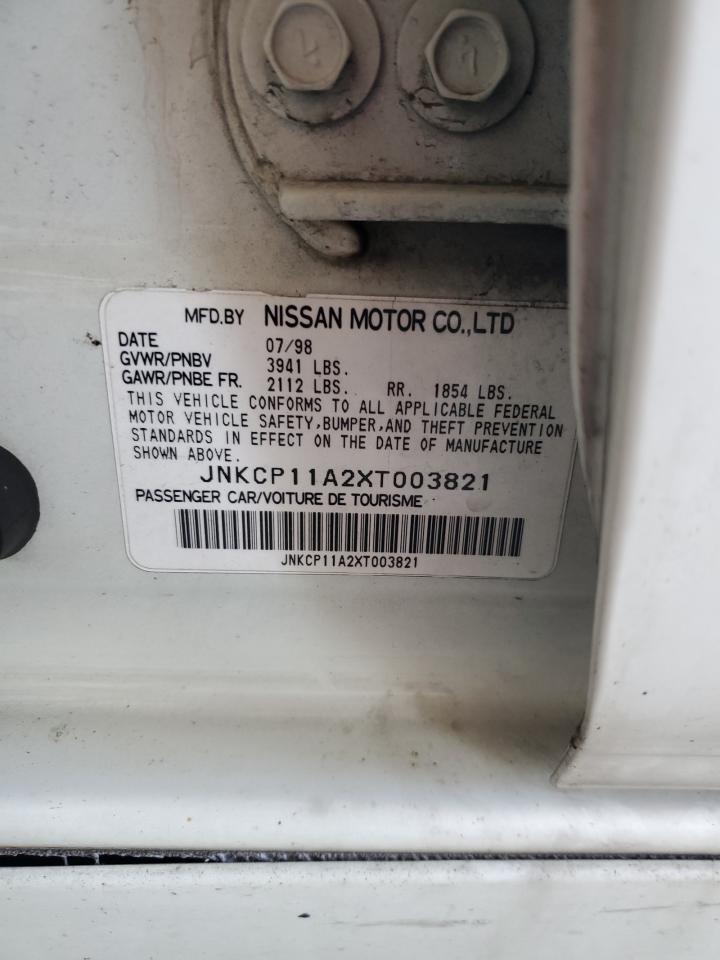 MFD.BY NISSAN MOTOR CO.,LTD
DATE 07/98
GVWR/PNBV 3941 LBS.
GAWR/PNBE FR. 2112 LBS. RR. 1854 LBS.
THIS VEHICLE CONFORMS TO ALL APPLICABLE FEDERAL
MOTOR VEHICLE SAFETY,BUMPER,AND THEFT PREVENTION
STANDARDS IN EFFECT ON THE DATE OF MANUFACTURE
SHOWN ABOVE.
JNKCP11A2XT003821
PASSENGER CAR/VOITURE DE TOURISME
JNKCP11A2XT003821